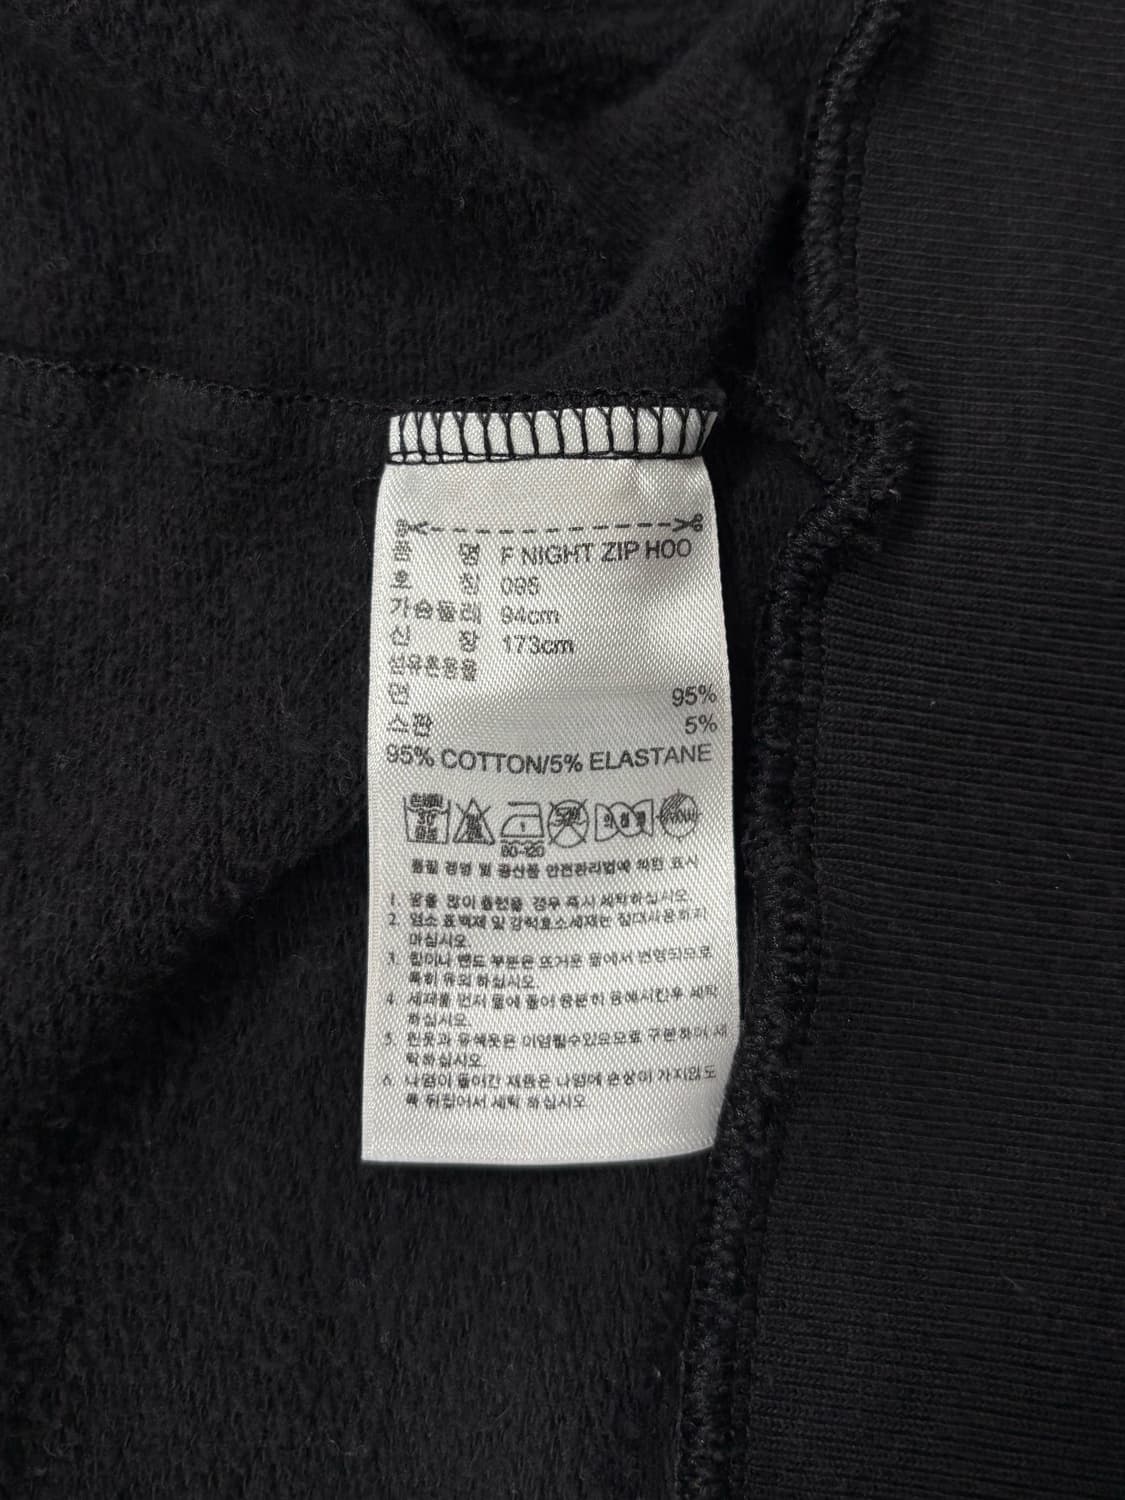 품 명 F NIGHT ZIP HOO
호 칭 095
가슴둘레 94cm
신 장 173cm
섬유혼용율
면 95%
스판 5%
95% COTTON/5% ELASTANE
80~120
품질 경영 및 공산품 안전관리법에 의한 표시
1. 땀을 많이 흘렸을 경우 즉시 세탁하십시오
2. 염소 표백제 및 강력효소세제는 절대사용하지
마십시오
3. 힙이나 밴드 부분은 뜨거운 물에서 변형되므로
특히 유의 하십시오
4. 세제를 먼저 물에 풀어 충분히 용해시킨후 세탁
하십시오
5. 흰옷과 유색옷은 이염될수있으므로 구분하여 세
탁하십시오
6. 나염이 들어간 제품은 나염에 손상이 가지않도
록 뒤집어서 세탁 하십시오